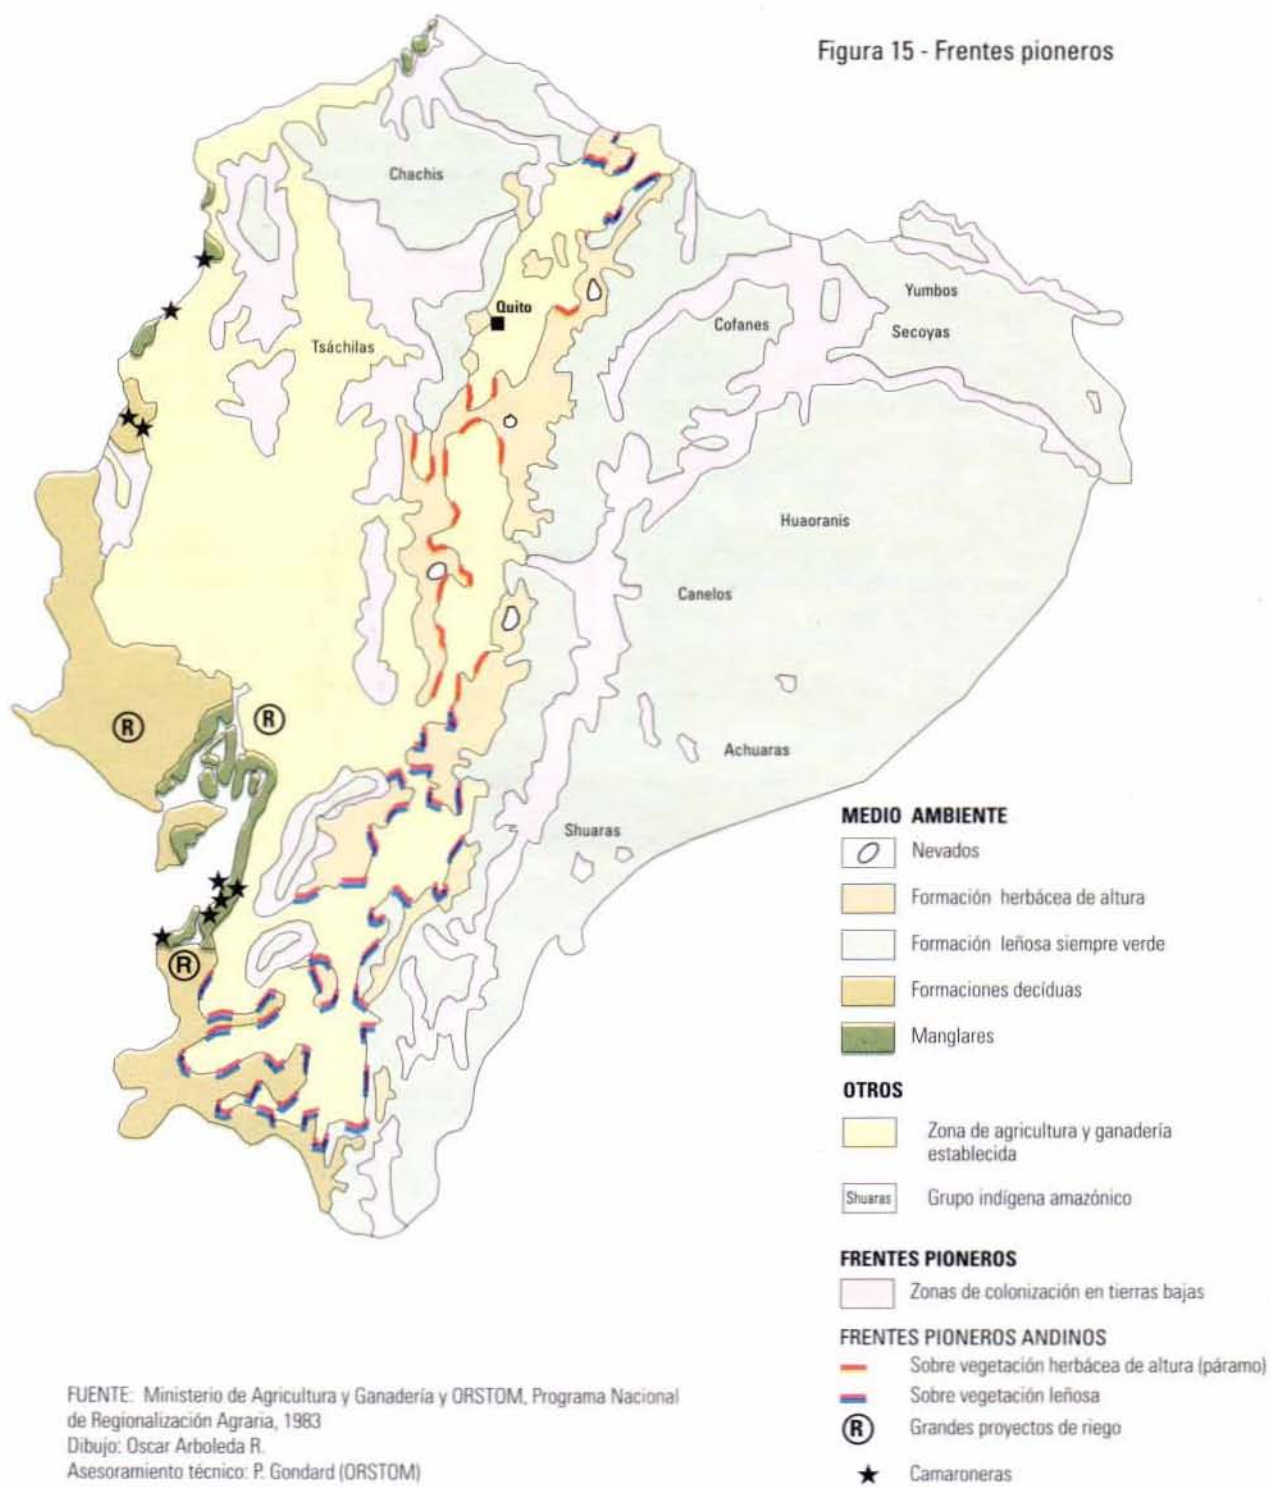 Figura 15 - Frentes pioneros
Chachis
Quito
Tsáchilas
Yumbos
Cofanes
Secoyas
Huaoranis
Canelos
R
R
Achuaras
Shuaras
R
MEDIO AMBIENTE
Nevados
Formación herbácea de altura
Formación leñosa siempre verde
Formaciones decíduas
Manglares
OTROS
Zona de agricultura y ganadería
establecida
Shuaras Grupo indígena amazónico
FRENTES PIONEROS
Zonas de colonización en tierras bajas
FRENTES PIONEROS ANDINOS
Sobre vegetación herbácea de altura (páramo)
Sobre vegetación leñosa
R Grandes proyectos de riego
Camaroneras
FUENTE: Ministerio de Agricultura y Ganadería y ORSTOM, Programa Nacional
de Regionalización Agraria, 1983
Dibujo: Oscar Arboleda R.
Asesoramiento técnico: P. Gondard (ORSTOM)